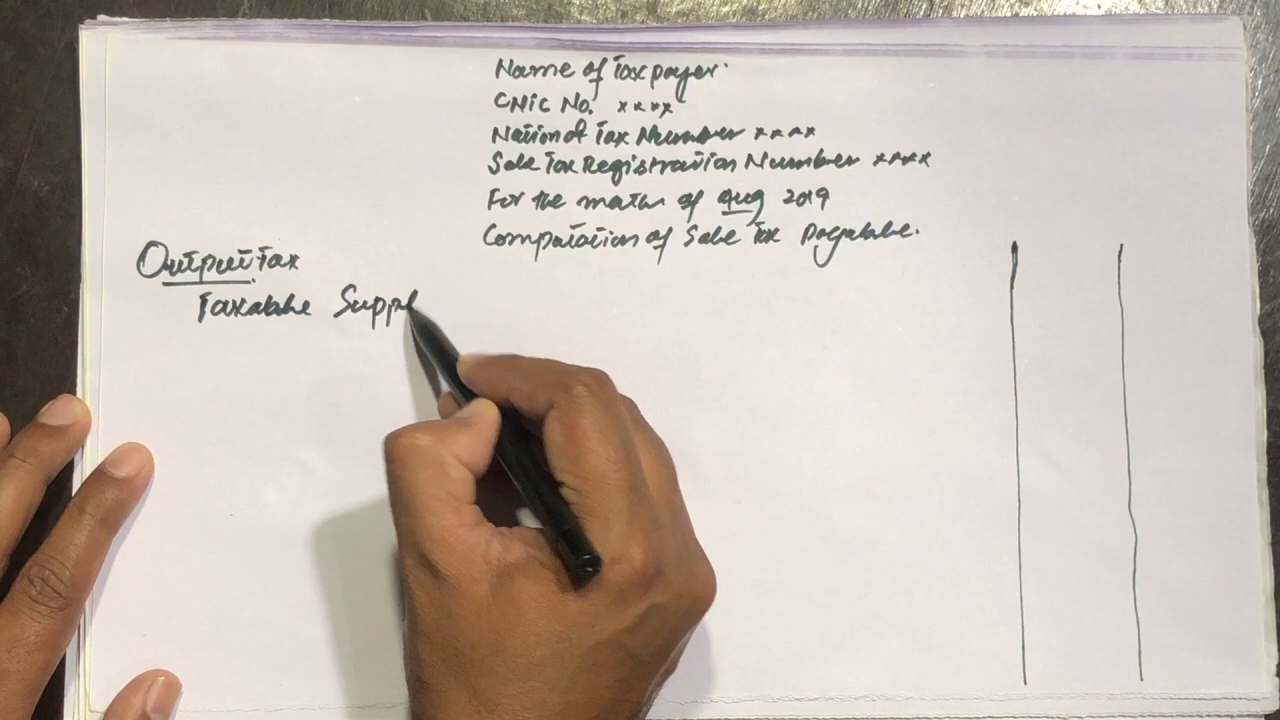 Name of Tax payer.
CNIC No. xxxx
National Tax Number xxxx
Sale Tax Registration Number xxxx
For the month of Aug 2019
Computation of Sale Tax Payable.
Output Tax
Taxable Suppl